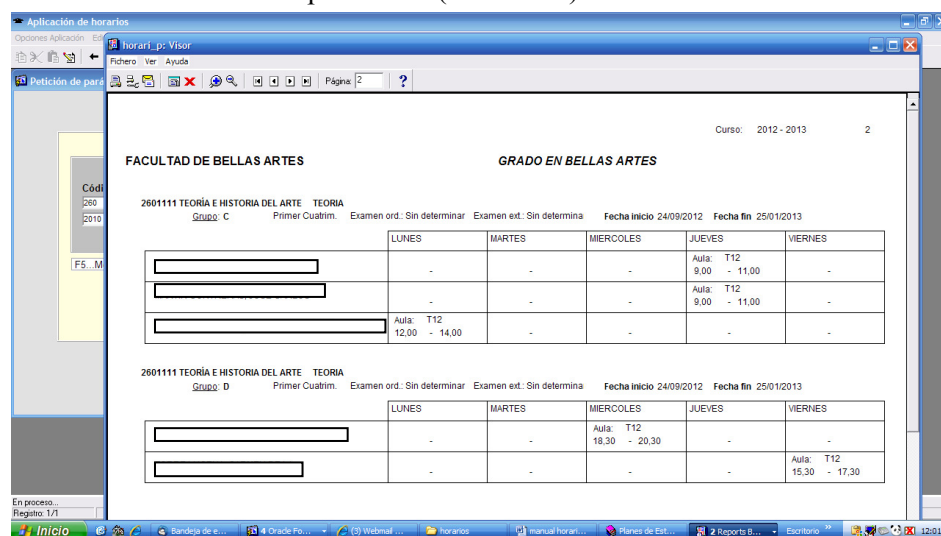 Aplicación de horarios
Opciones Aplicación
horari_p: Visor
Fichero Ver Ayuda
Petición de pará
Página: 2
?
Curso: 2012 - 2013 2
FACULTAD DE BELLAS ARTES GRADO EN BELLAS ARTES
Códi
260
2010
F5...M
2601111 TEORÌA E HISTORIA DEL ARTE TEORIA
Grupo: C Primer Cuatrim. Examen ord.: Sin determinar Examen ext.: Sin determina Fecha inicio 24/09/2012 Fecha fin 25/01/2013
LUNES MARTES MIERCOLES JUEVES VIERNES
Aula: T12
- - - 9,00 - 11,00 -
Aula: T12
- - - 9,00 - 11,00 -
Aula: T12
12,00 - 14,00 - - - -
2601111 TEORÌA E HISTORIA DEL ARTE TEORIA
Grupo: D Primer Cuatrim. Examen ord.: Sin determinar Examen ext.: Sin determina Fecha inicio 24/09/2012 Fecha fin 25/01/2013
LUNES MARTES MIERCOLES JUEVES VIERNES
Aula: T12
- - 18,30 - 20,30 - -
Aula: T12
- - - - 15,30 - 17,30
En proceso...
Registro: 1/1
Inicio Bandeja de e... 4 Oracle Fo... (3) Webmail ... horarios manual horari... Planes de Est... 2 Reports B... Escritorio 12:01